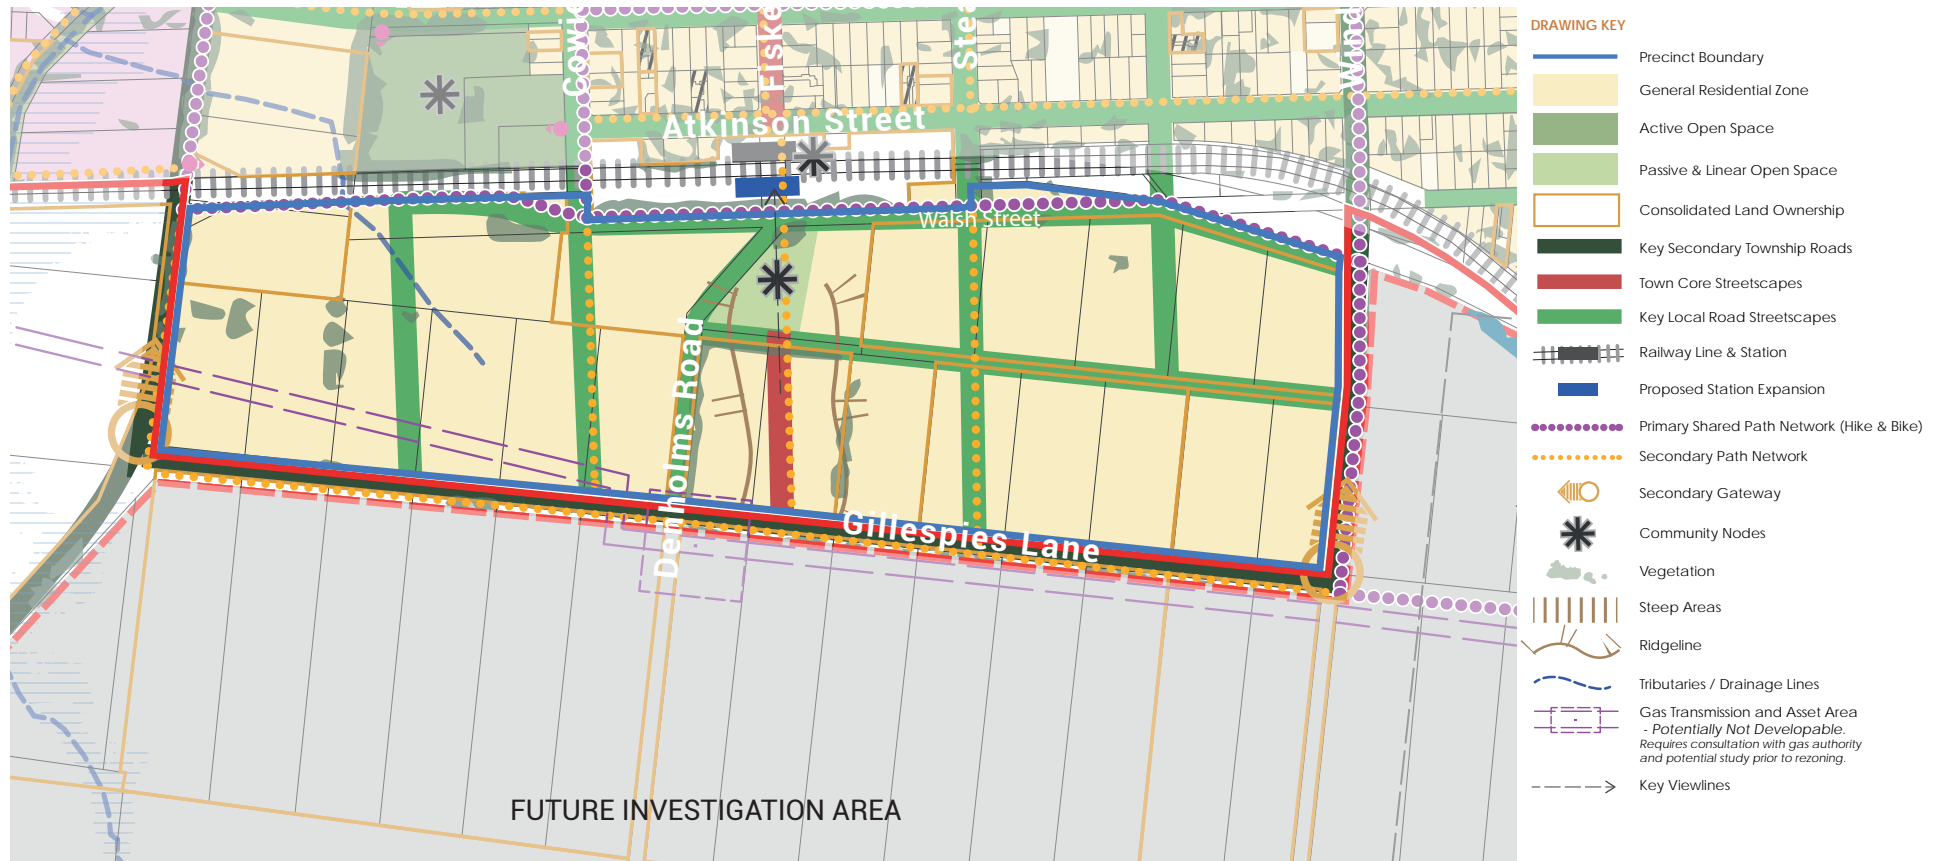 Atkinson Street
Walsh Street
Denholms Road
Gillespies Lane
FUTURE INVESTIGATION AREA
DRAWING KEY
Precinct Boundary
General Residential Zone
Active Open Space
Passive & Linear Open Space
Consolidated Land Ownership
Key Secondary Township Roads
Town Core Streetscapes
Key Local Road Streetscapes
Railway Line & Station
Proposed Station Expansion
Primary Shared Path Network (Hike & Bike)
Secondary Path Network
Secondary Gateway
Community Nodes
Vegetation
Steep Areas
Ridgeline
Tributaries / Drainage Lines
Gas Transmission and Asset Area
- Potentially Not Developable.
Requires consultation with gas authority
and potential study prior to rezoning.
Key Viewlines